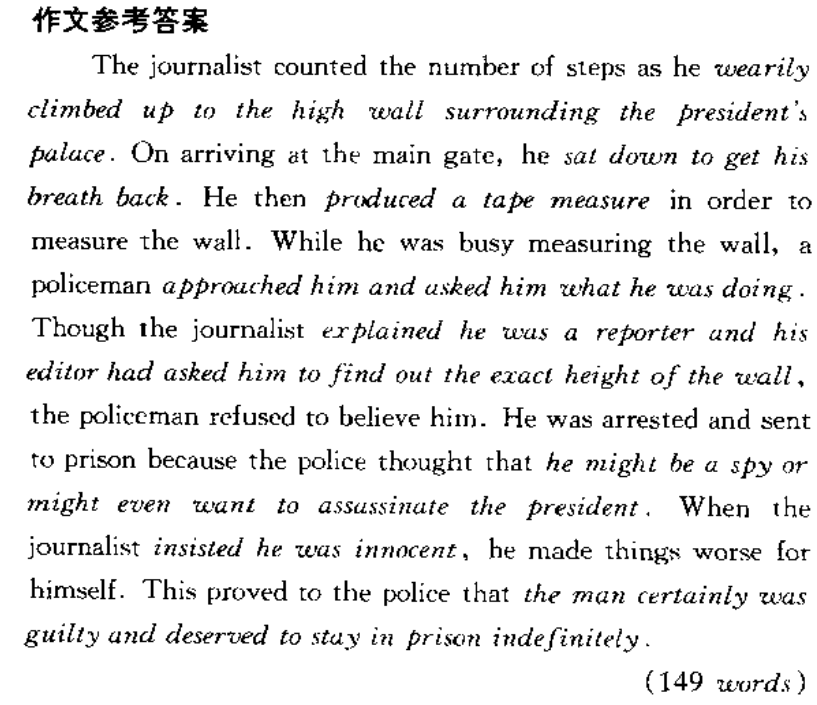 作文参考答案
The journalist counted the number of steps as he wearily
climbed up to the high wall surrounding the president's
palace. On arriving at the main gate, he sat down to get his
breath back. He then produced a tape measure in order to
measure the wall. While he was busy measuring the wall, a
policeman approached him and asked him what he was doing.
Though the journalist explained he was a reporter and his
editor had asked him to find out the exact height of the wall,
the policeman refused to believe him. He was arrested and sent
to prison because the police thought that he might be a spy or
might even want to assassinate the president. When the
journalist insisted he was innocent, he made things worse for
himself. This proved to the police that the man certainly was
guilty and deserved to stay in prison indefinitely.
(149 words)